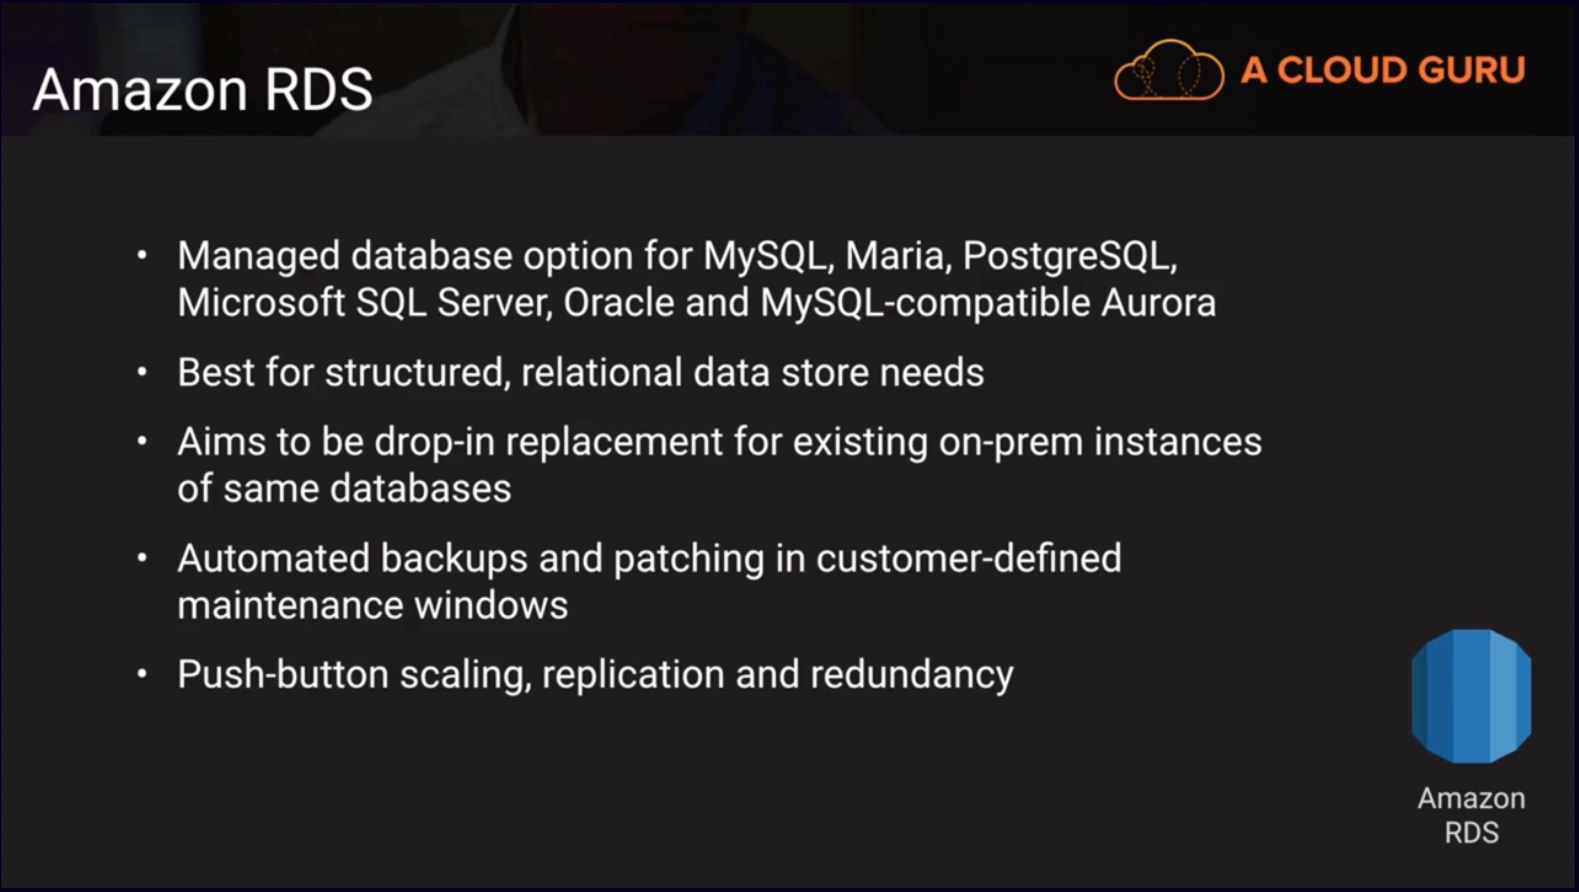 Amazon RDS
A CLOUD GURU
• Managed database option for MySQL, Maria, PostgreSQL,
Microsoft SQL Server, Oracle and MySQL-compatible Aurora
• Best for structured, relational data store needs
• Aims to be drop-in replacement for existing on-prem instances
of same databases
• Automated backups and patching in customer-defined
maintenance windows
• Push-button scaling, replication and redundancy
Amazon
RDS